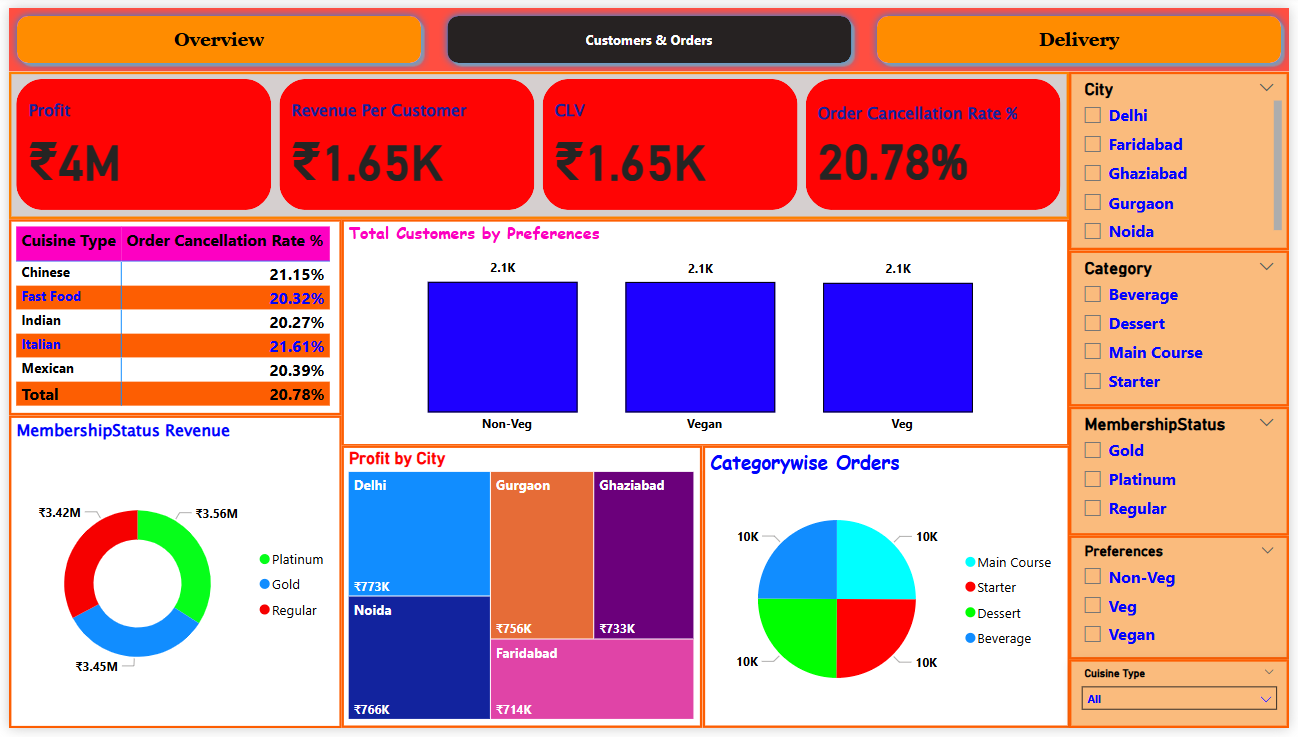 Overview
Customers & Orders
Delivery
Profit
₹4M
Revenue Per Customer
₹1.65K
CLV
₹1.65K
Order Cancellation Rate %
20.78%
Cuisine Type Order Cancellation Rate %
Chinese 21.15%
Fast Food 20.32%
Indian 20.27%
Italian 21.61%
Mexican 20.39%
Total 20.78%
Total Customers by Preferences
2.1K 2.1K 2.1K
Non-Veg Vegan Veg
MembershipStatus Revenue
₹3.42M ₹3.56M
₹3.45M
Platinum
Gold
Regular
Profit by City
Delhi
₹773K
Noida
₹766K
Gurgaon
₹756K
Ghaziabad
₹733K
Faridabad
₹714K
Categorywise Orders
10K 10K
10K 10K
Main Course
Starter
Dessert
Beverage
City
Delhi
Faridabad
Ghaziabad
Gurgaon
Noida
Category
Beverage
Dessert
Main Course
Starter
MembershipStatus
Gold
Platinum
Regular
Preferences
Non-Veg
Veg
Vegan
Cuisine Type
All